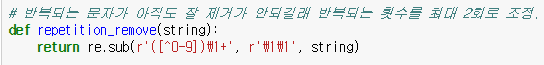 # 반복되는 문자가 아직도 잘 제거가 안되길래 반복되는 횟수를 최대 2회로 조정.
def repetition_remove(string):
    return re.sub(r'([^0-9])₩1+', r'₩1₩1', string)